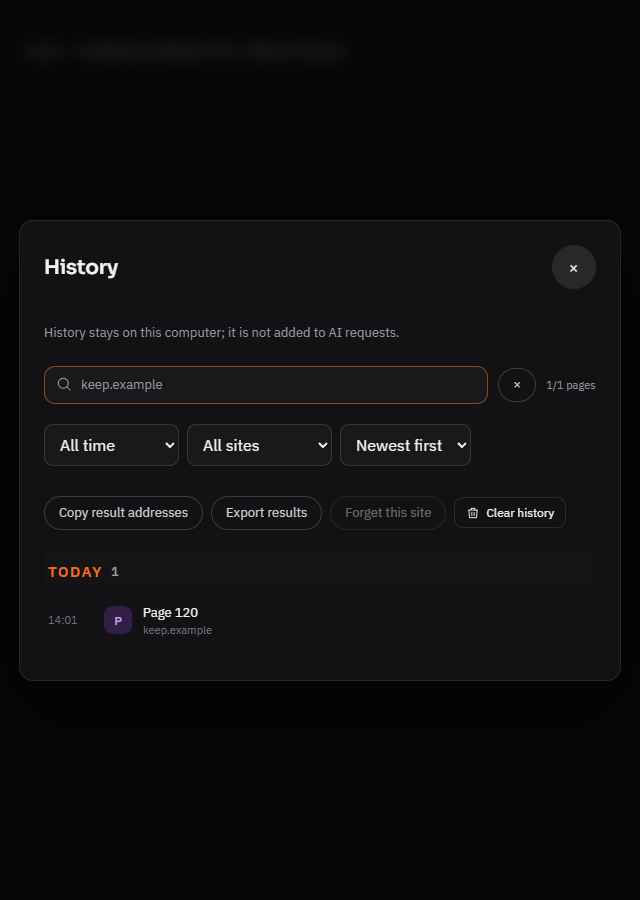 History
×
History stays on this computer; it is not added to AI requests.
keep.example
×
1/1 pages
All time
All sites
Newest first
Copy result addresses
Export results
Forget this site
Clear history
TODAY 1
14:01
P
Page 120
keep.example